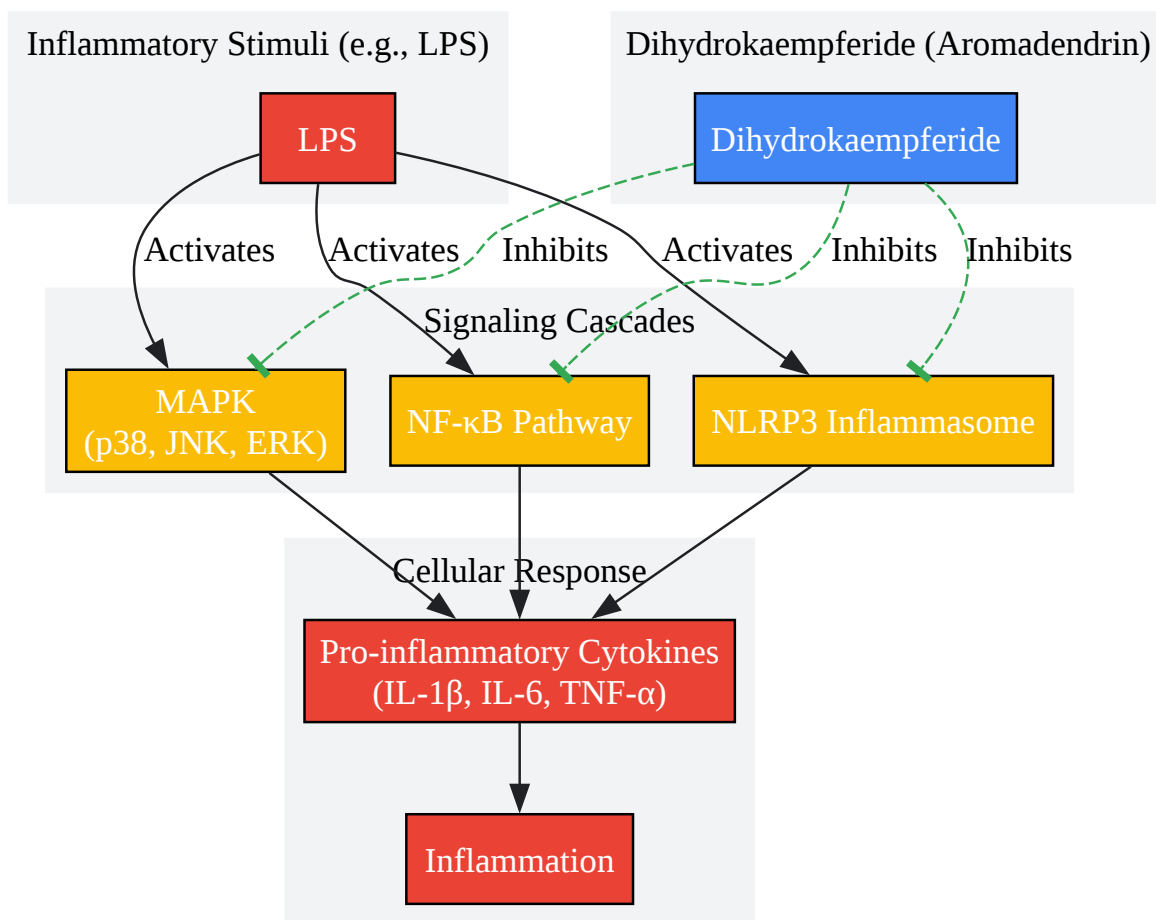 Inflammatory Stimuli (e.g., LPS)
Dihydrokaempferide (Aromadendrin)
LPS
Dihydrokaempferide
Activates
Activates
Inhibits
Activates
Inhibits
Inhibits
Signaling Cascades
MAPK
(p38, JNK, ERK)
NF-κB Pathway
NLRP3 Inflammasome
Cellular Response
Pro-inflammatory Cytokines
(IL-1β, IL-6, TNF-α)
Inflammation